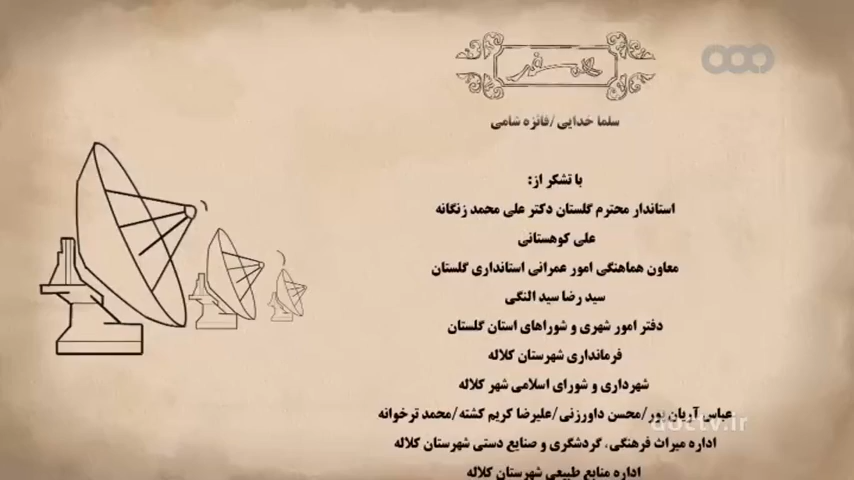 سلما خدایی/فائزه شامی
با تشکر از:
استاندار محترم گلستان دکتر علی محمد زنگانه
علی کوهستانی
معاون هماهنگی امور عمرانی استانداری گلستان
سید رضا سید النگی
دفتر امور شهری و شوراهای استان گلستان
فرمانداری شهرستان کلاله
شهرداری و شورای اسلامی شهر کلاله
عباس آریان پور/محسن داورزنی/علیرضا کریم کشته/محمد ترخوانه
doctv.ir
اداره میراث فرهنگی، گردشگری و صنایع دستی شهرستان کلاله
اداره منابع طبیعی شهرستان کلاله